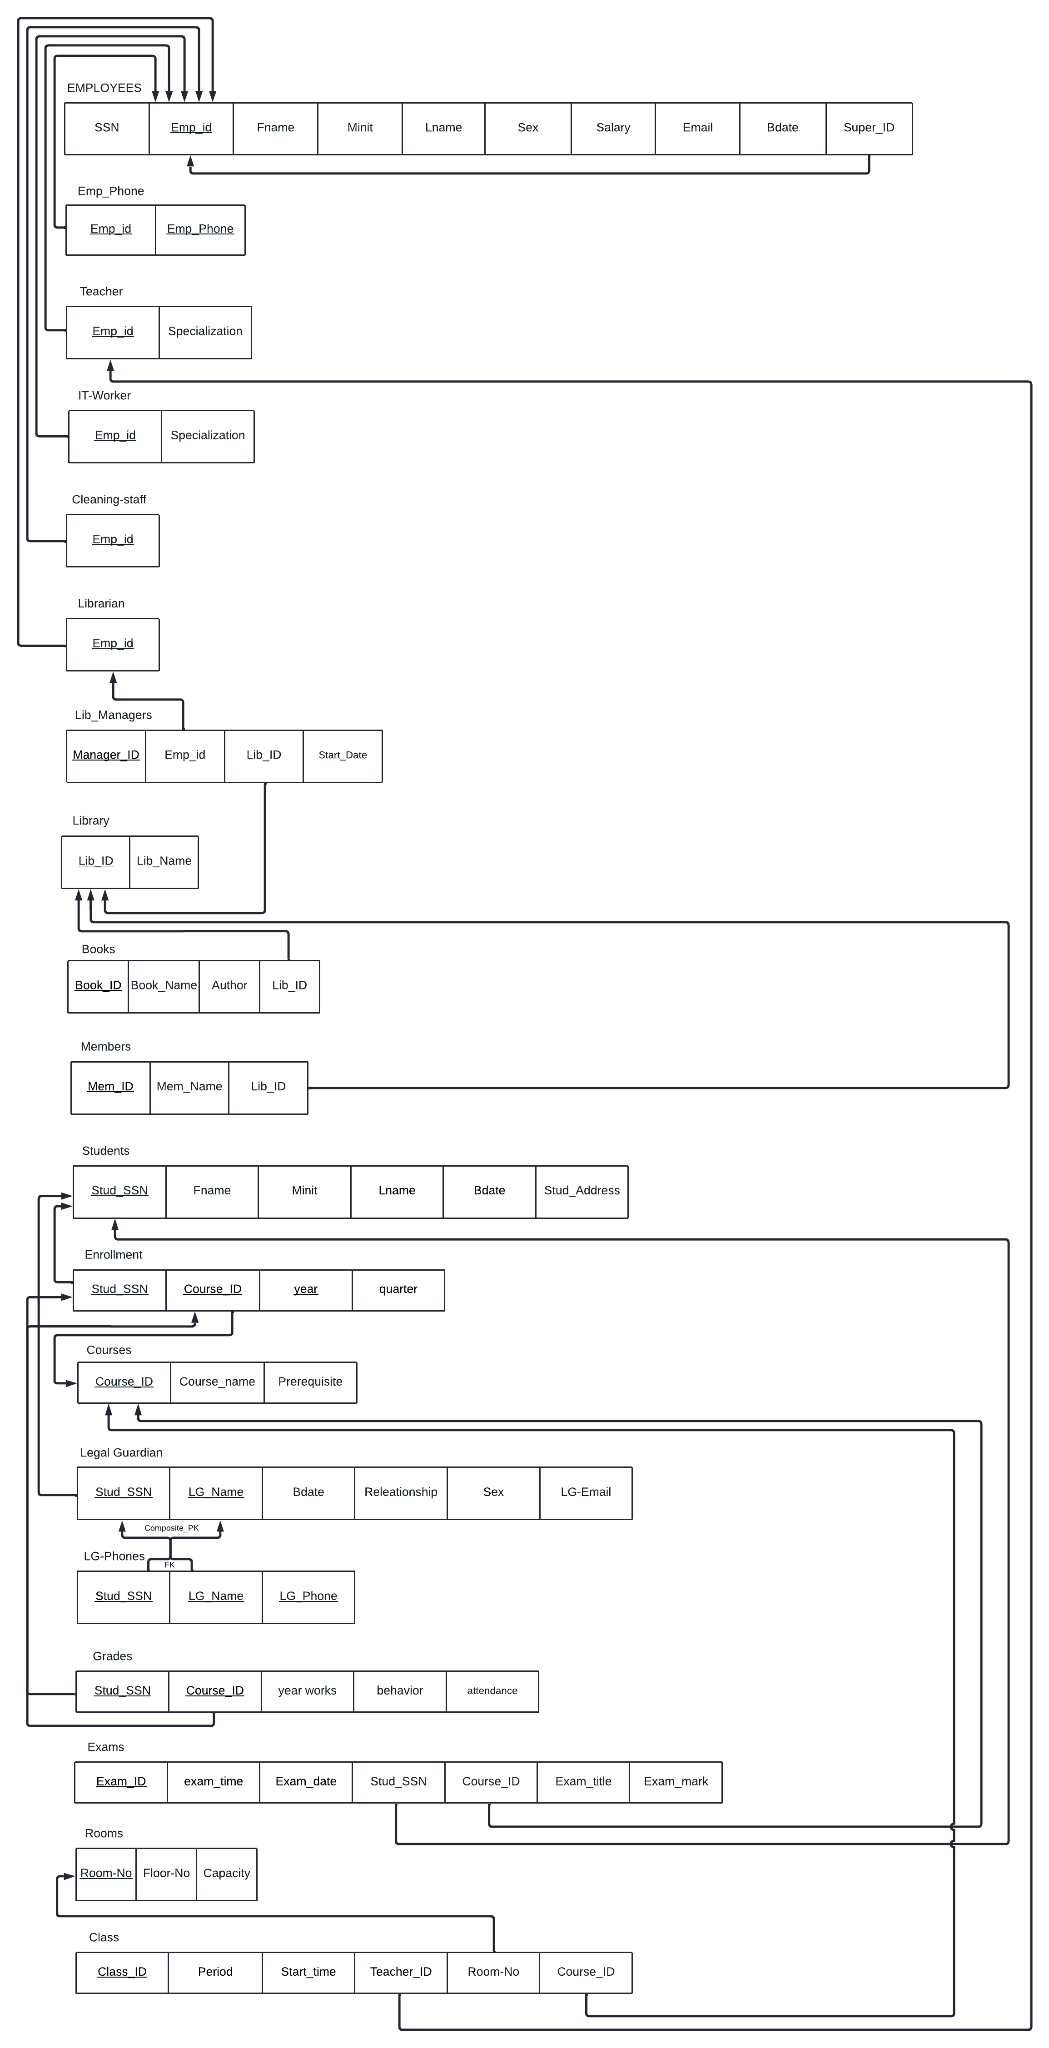 EMPLOYEES
SSN Emp_id Fname Minit Lname Sex Salary Email Bdate Super_ID
Emp_Phone
Emp_id Emp_Phone
Teacher
Emp_id Specialization
IT-Worker
Emp_id Specialization
Cleaning-staff
Emp_id
Librarian
Emp_id
Lib_Managers
Manager_ID Emp_id Lib_ID Start_Date
Library
Lib_ID Lib_Name
Books
Book_ID Book_Name Author Lib_ID
Members
Mem_ID Mem_Name Lib_ID
Students
Stud_SSN Fname Minit Lname Bdate Stud_Address
Enrollment
Stud_SSN Course_ID year quarter
Courses
Course_ID Course_name Prerequisite
Legal Guardian
Stud_SSN LG_Name Bdate Releationship Sex LG-Email
Composite_PK
LG-Phones
FK
Stud_SSN LG_Name LG_Phone
Grades
Stud_SSN Course_ID year works behavior attendance
Exams
Exam_ID exam_time Exam_date Stud_SSN Course_ID Exam_title Exam_mark
Rooms
Room-No Floor-No Capacity
Class
Class_ID Period Start_time Teacher_ID Room-No Course_ID